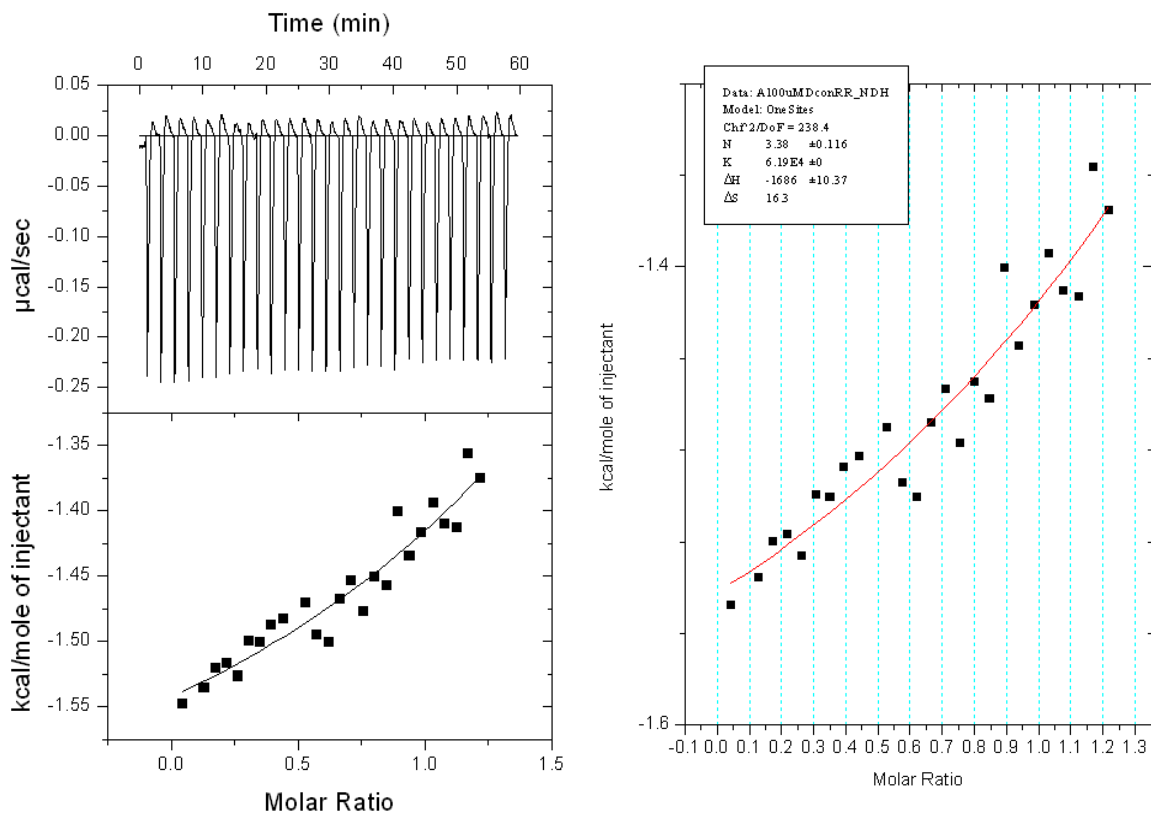 Time (min)
0 10 20 30 40 50 60
0.05
0.00
-0.05
-0.10
-0.15
-0.20
-0.25
µcal/sec
-1.35
-1.40
-1.45
-1.50
-1.55
kcal/mole of injectant
0.0 0.5 1.0 1.5
Molar Ratio
Data: A100uMDconRR_NDH
Model: OneSites
Chi^2/DoF = 238.4
N 3.38 ±0.116
K 6.19E4 ±0
ΔH -1686 ±10.37
ΔS 16.3
-1.4
-1.6
kcal/mole of injectant
-0.1 0.0 0.1 0.2 0.3 0.4 0.5 0.6 0.7 0.8 0.9 1.0 1.1 1.2 1.3
Molar Ratio